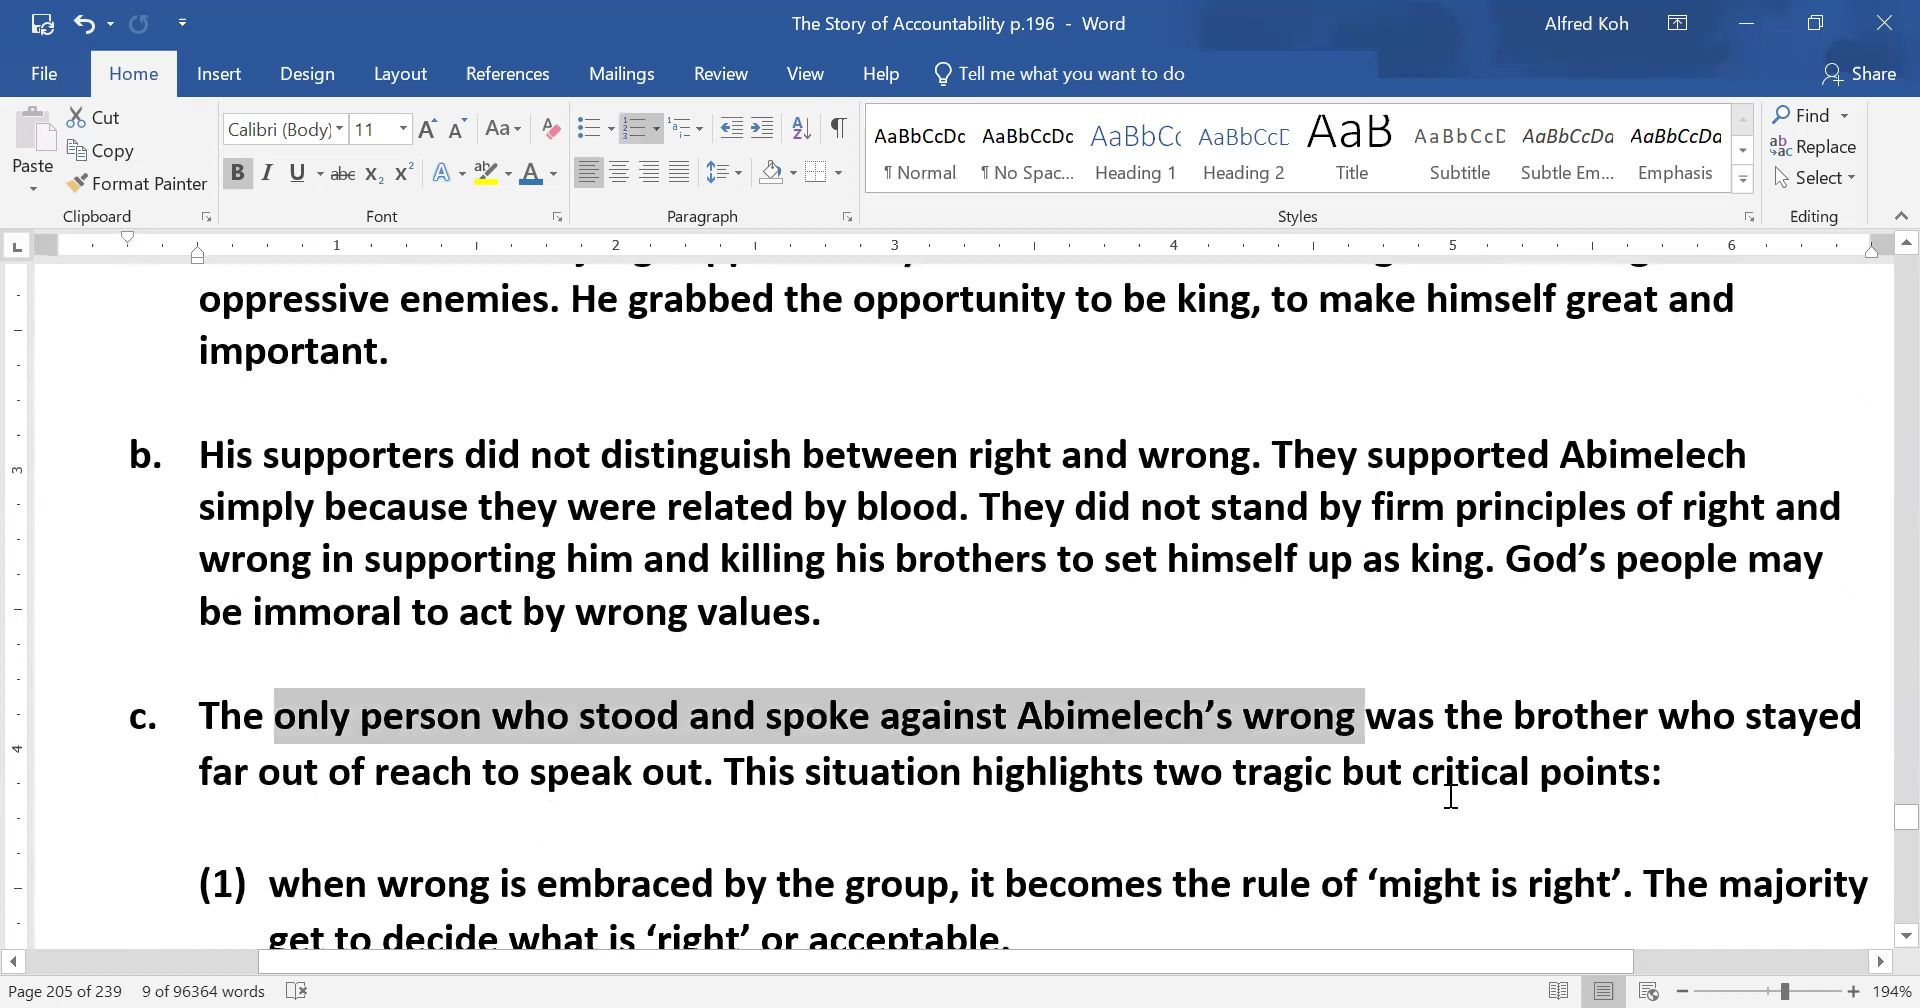 The Story of Accountability p.196 - Word
Alfred Koh
File Home Insert Design Layout References Mailings Review View Help Tell me what you want to do Share
Paste
Cut
Copy
Format Painter
Clipboard
Calibri (Body) 11
Font
Paragraph
AaBbCcDc AaBbCcDc AaBbCc AaBbCcD AaB AaBbCcD AaBbCcDa AaBbCcDa
¶ Normal ¶ No Spac... Heading 1 Heading 2 Title Subtitle Subtle Em... Emphasis
Styles
Find
Replace
Select
Editing
1 2 3 4 5 6
oppressive enemies. He grabbed the opportunity to be king, to make himself great and
important.
b. His supporters did not distinguish between right and wrong. They supported Abimelech
simply because they were related by blood. They did not stand by firm principles of right and
wrong in supporting him and killing his brothers to set himself up as king. God’s people may
be immoral to act by wrong values.
c. The only person who stood and spoke against Abimelech’s wrong was the brother who stayed
far out of reach to speak out. This situation highlights two tragic but critical points:
(1) when wrong is embraced by the group, it becomes the rule of ‘might is right’. The majority
get to decide what is ‘right’ or acceptable.
Page 205 of 239 9 of 96364 words
194%